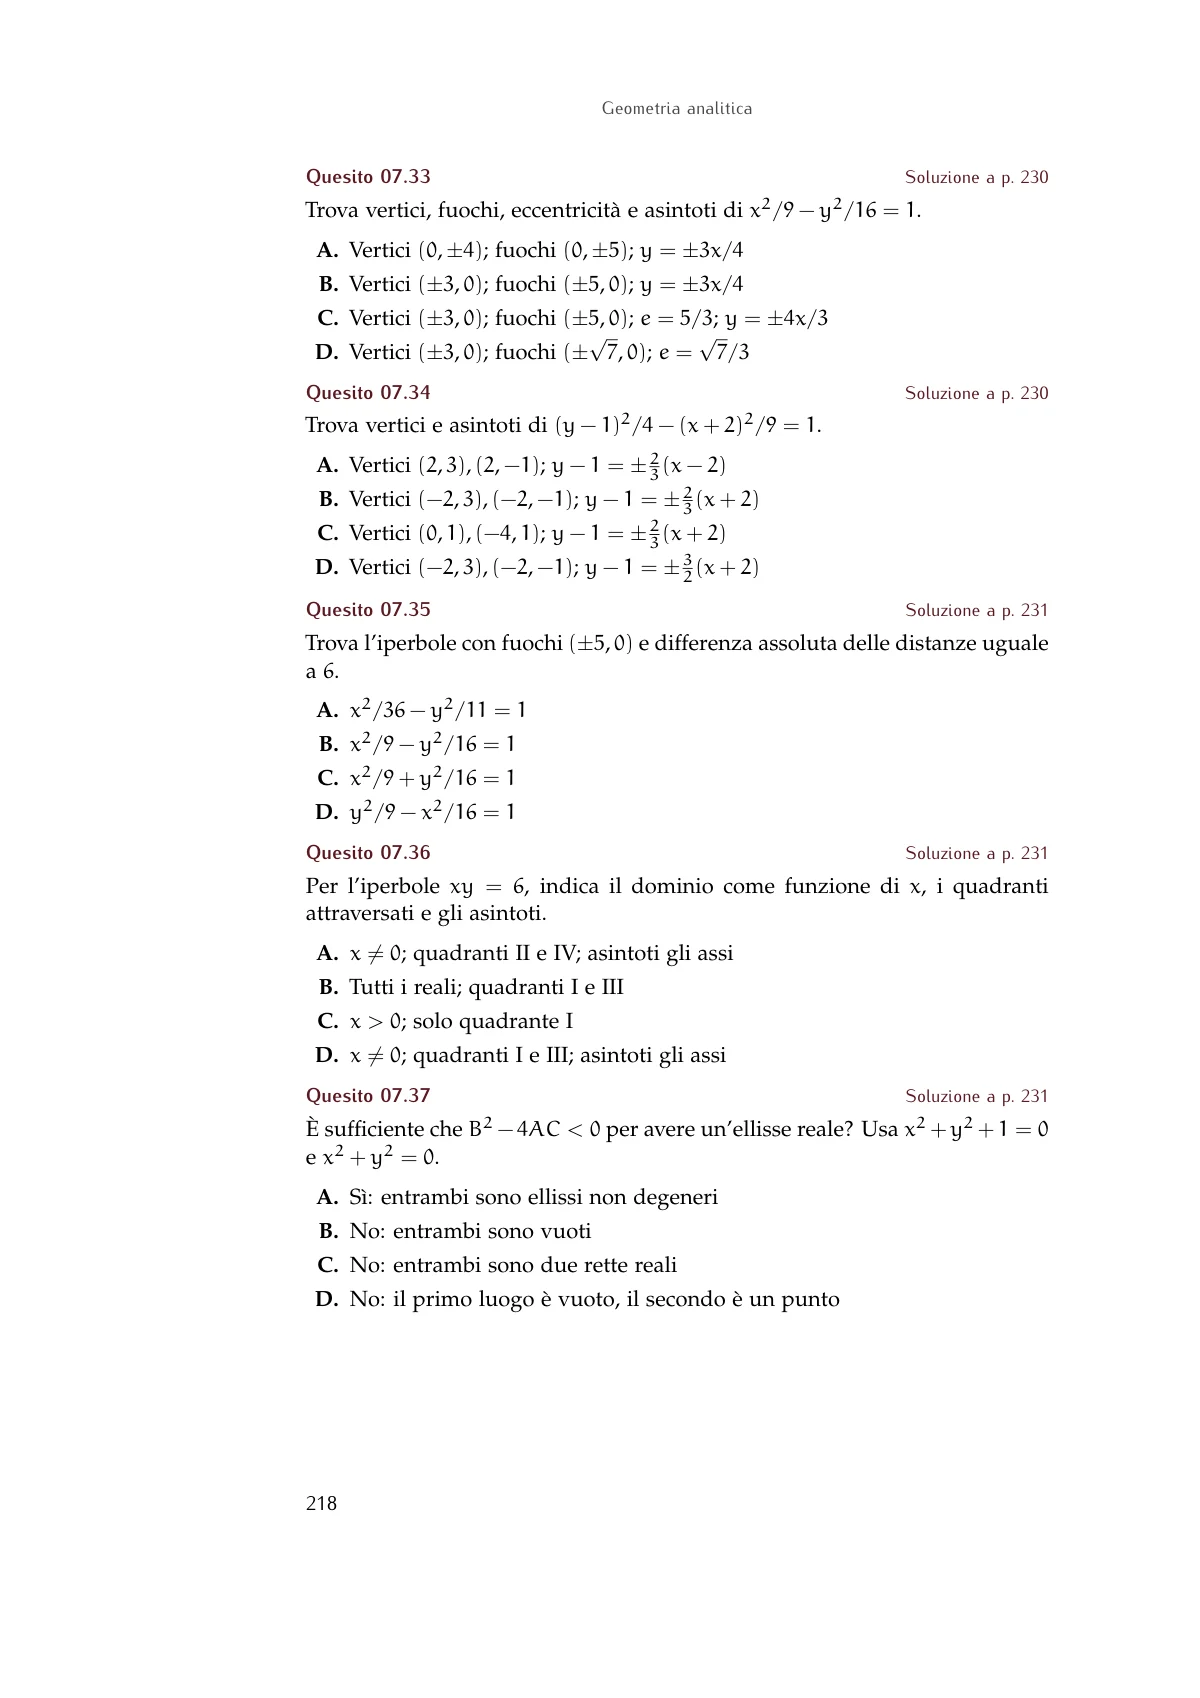 Geometria analitica
Quesito 07.33 Soluzione a p. 230
Trova vertici, fuochi, eccentricità e asintoti di x²/9 − y²/16 = 1.
A. Vertici (0, ±4); fuochi (0, ±5); y = ±3x/4
B. Vertici (±3, 0); fuochi (±5, 0); y = ±3x/4
C. Vertici (±3, 0); fuochi (±5, 0); e = 5/3; y = ±4x/3
D. Vertici (±3, 0); fuochi (±√7, 0); e = √7/3
Quesito 07.34 Soluzione a p. 230
Trova vertici e asintoti di (y − 1)²/4 − (x + 2)²/9 = 1.
A. Vertici (2, 3), (2, −1); y − 1 = ±2/3(x − 2)
B. Vertici (−2, 3), (−2, −1); y − 1 = ±2/3(x + 2)
C. Vertici (0, 1), (−4, 1); y − 1 = ±2/3(x + 2)
D. Vertici (−2, 3), (−2, −1); y − 1 = ±3/2(x + 2)
Quesito 07.35 Soluzione a p. 231
Trova l'iperbole con fuochi (±5, 0) e differenza assoluta delle distanze uguale
a 6.
A. x²/36 − y²/11 = 1
B. x²/9 − y²/16 = 1
C. x²/9 + y²/16 = 1
D. y²/9 − x²/16 = 1
Quesito 07.36 Soluzione a p. 231
Per l'iperbole xy = 6, indica il dominio come funzione di x, i quadranti
attraversati e gli asintoti.
A. x ≠ 0; quadranti II e IV; asintoti gli assi
B. Tutti i reali; quadranti I e III
C. x > 0; solo quadrante I
D. x ≠ 0; quadranti I e III; asintoti gli assi
Quesito 07.37 Soluzione a p. 231
È sufficiente che B² − 4AC < 0 per avere un'ellisse reale? Usa x² + y² + 1 = 0
e x² + y² = 0.
A. Sì: entrambi sono ellissi non degeneri
B. No: entrambi sono vuoti
C. No: entrambi sono due rette reali
D. No: il primo luogo è vuoto, il secondo è un punto
218